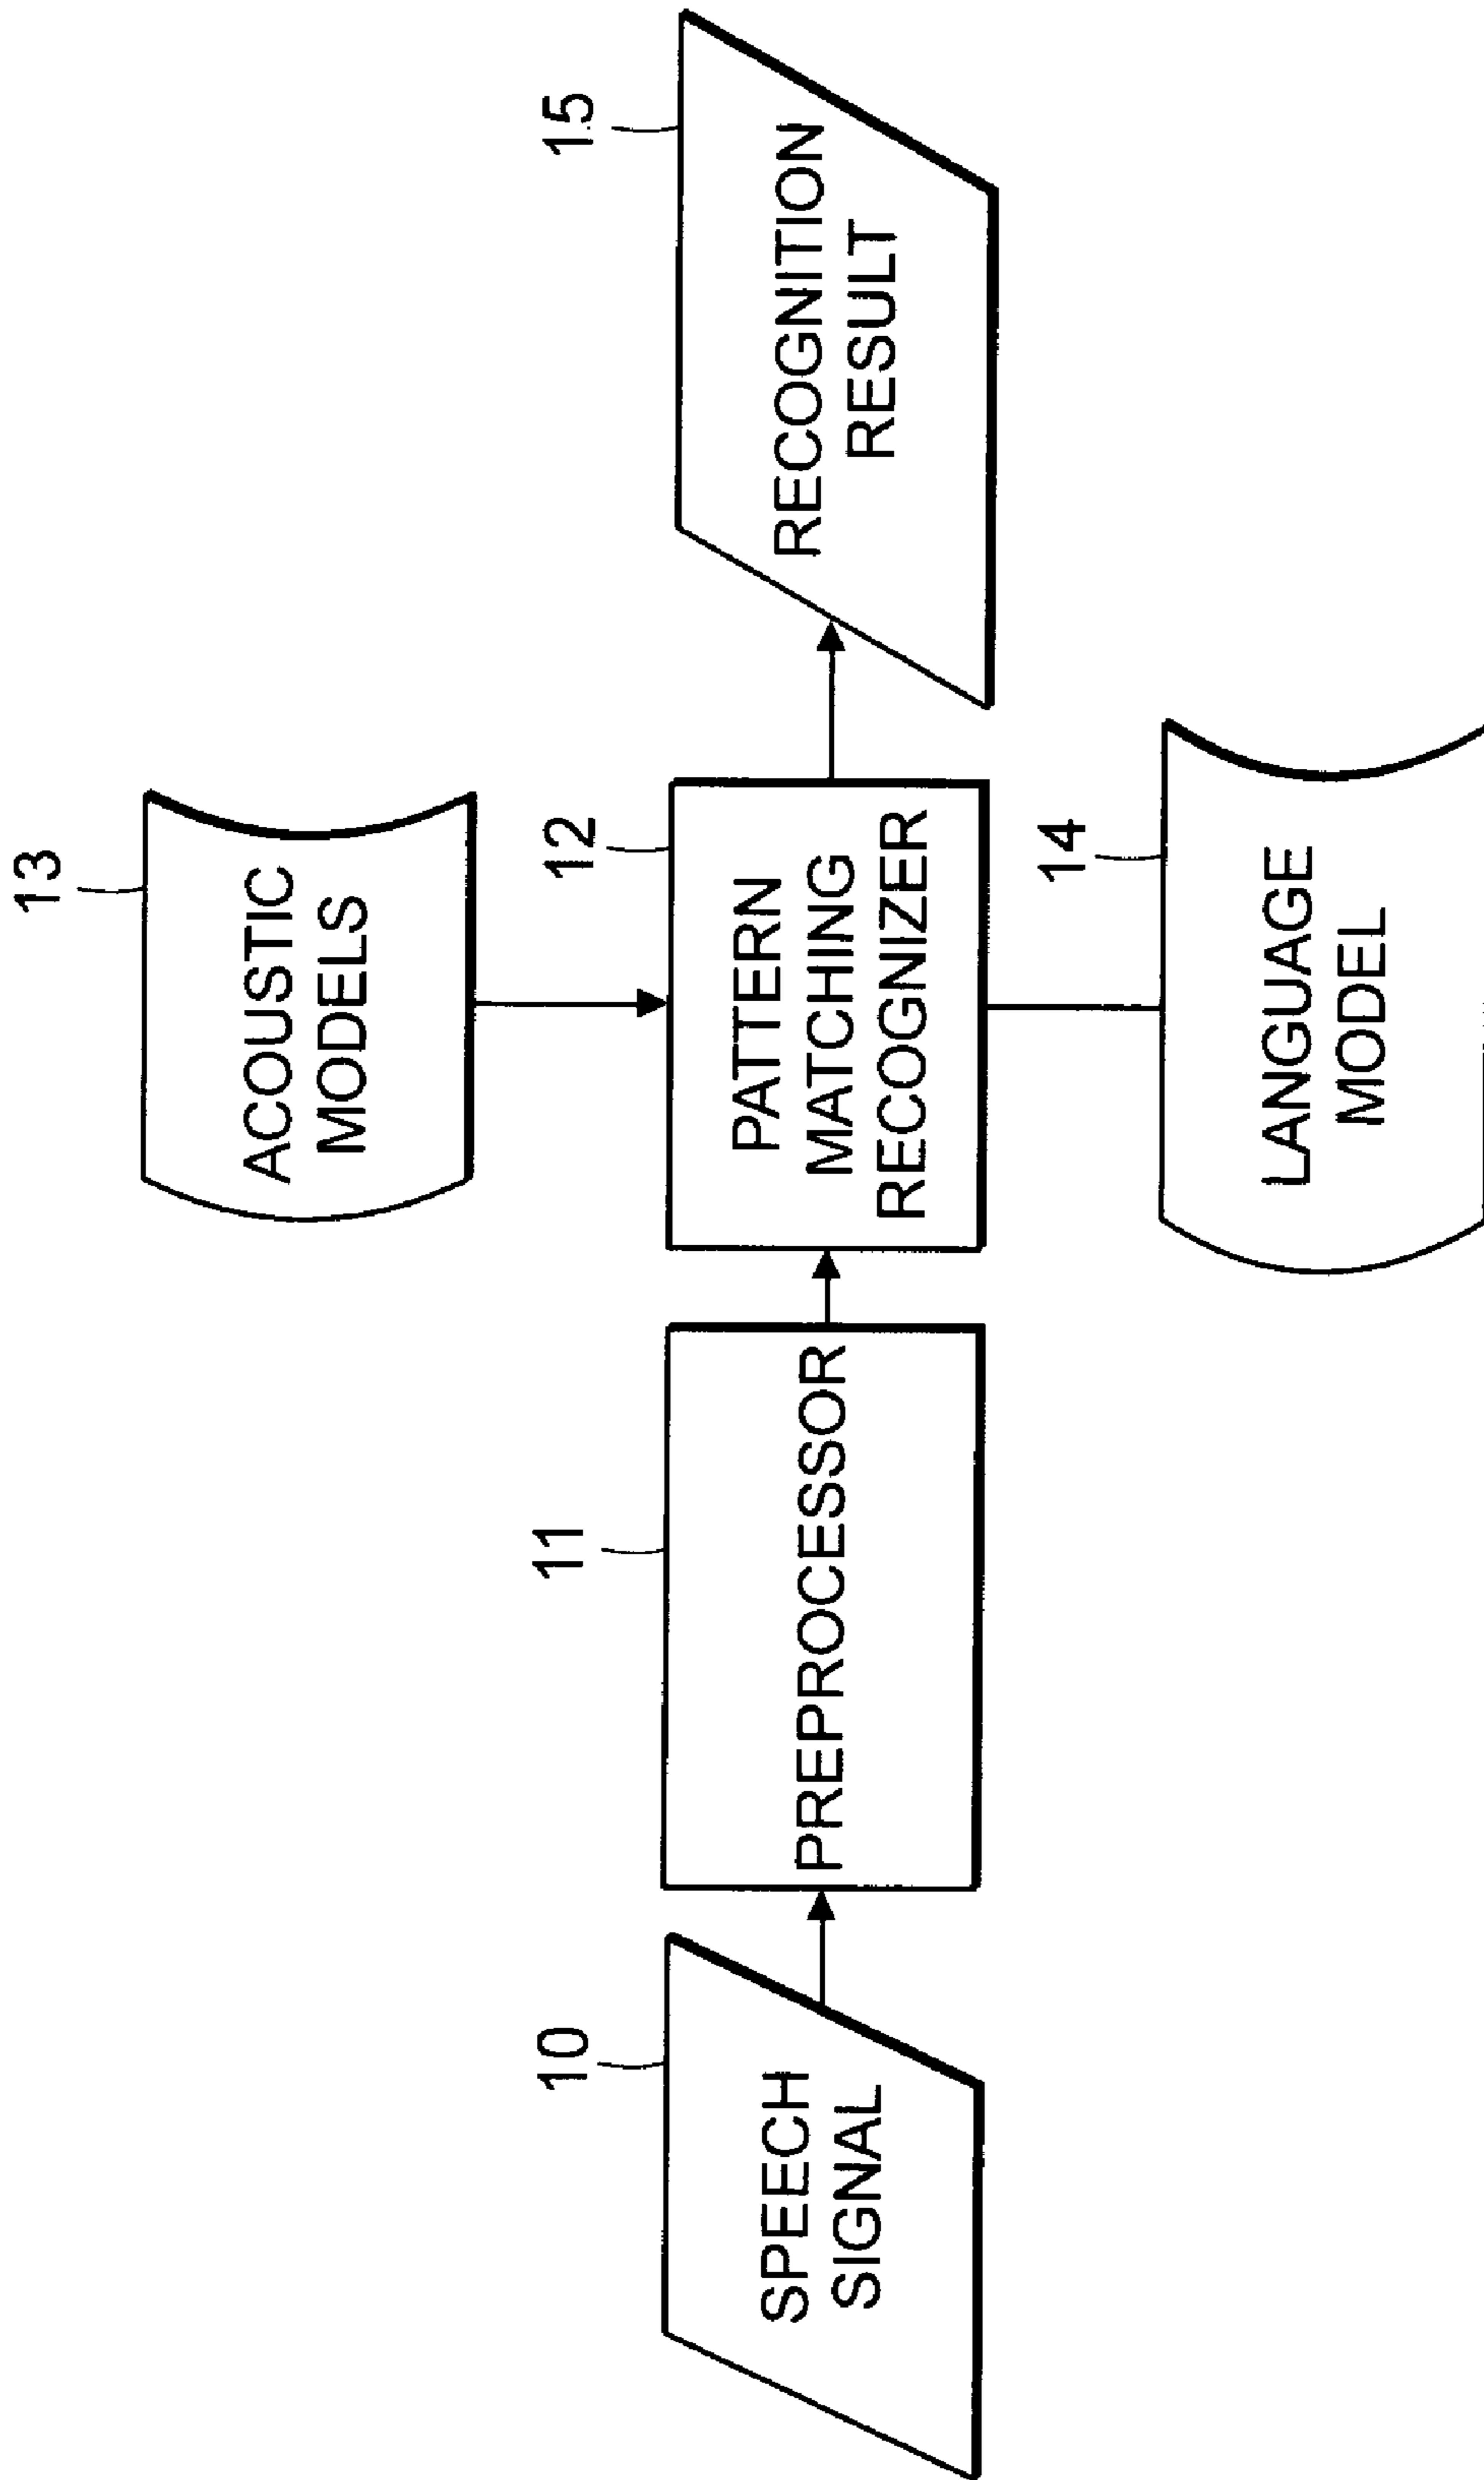 13
ACOUSTIC
MODELS
10
SPEECH
SIGNAL
11
PREPROCESSOR
12
PATTERN
MATCHING
RECOGNIZER
15
RECOGNITION
RESULT
14
LANGUAGE
MODEL